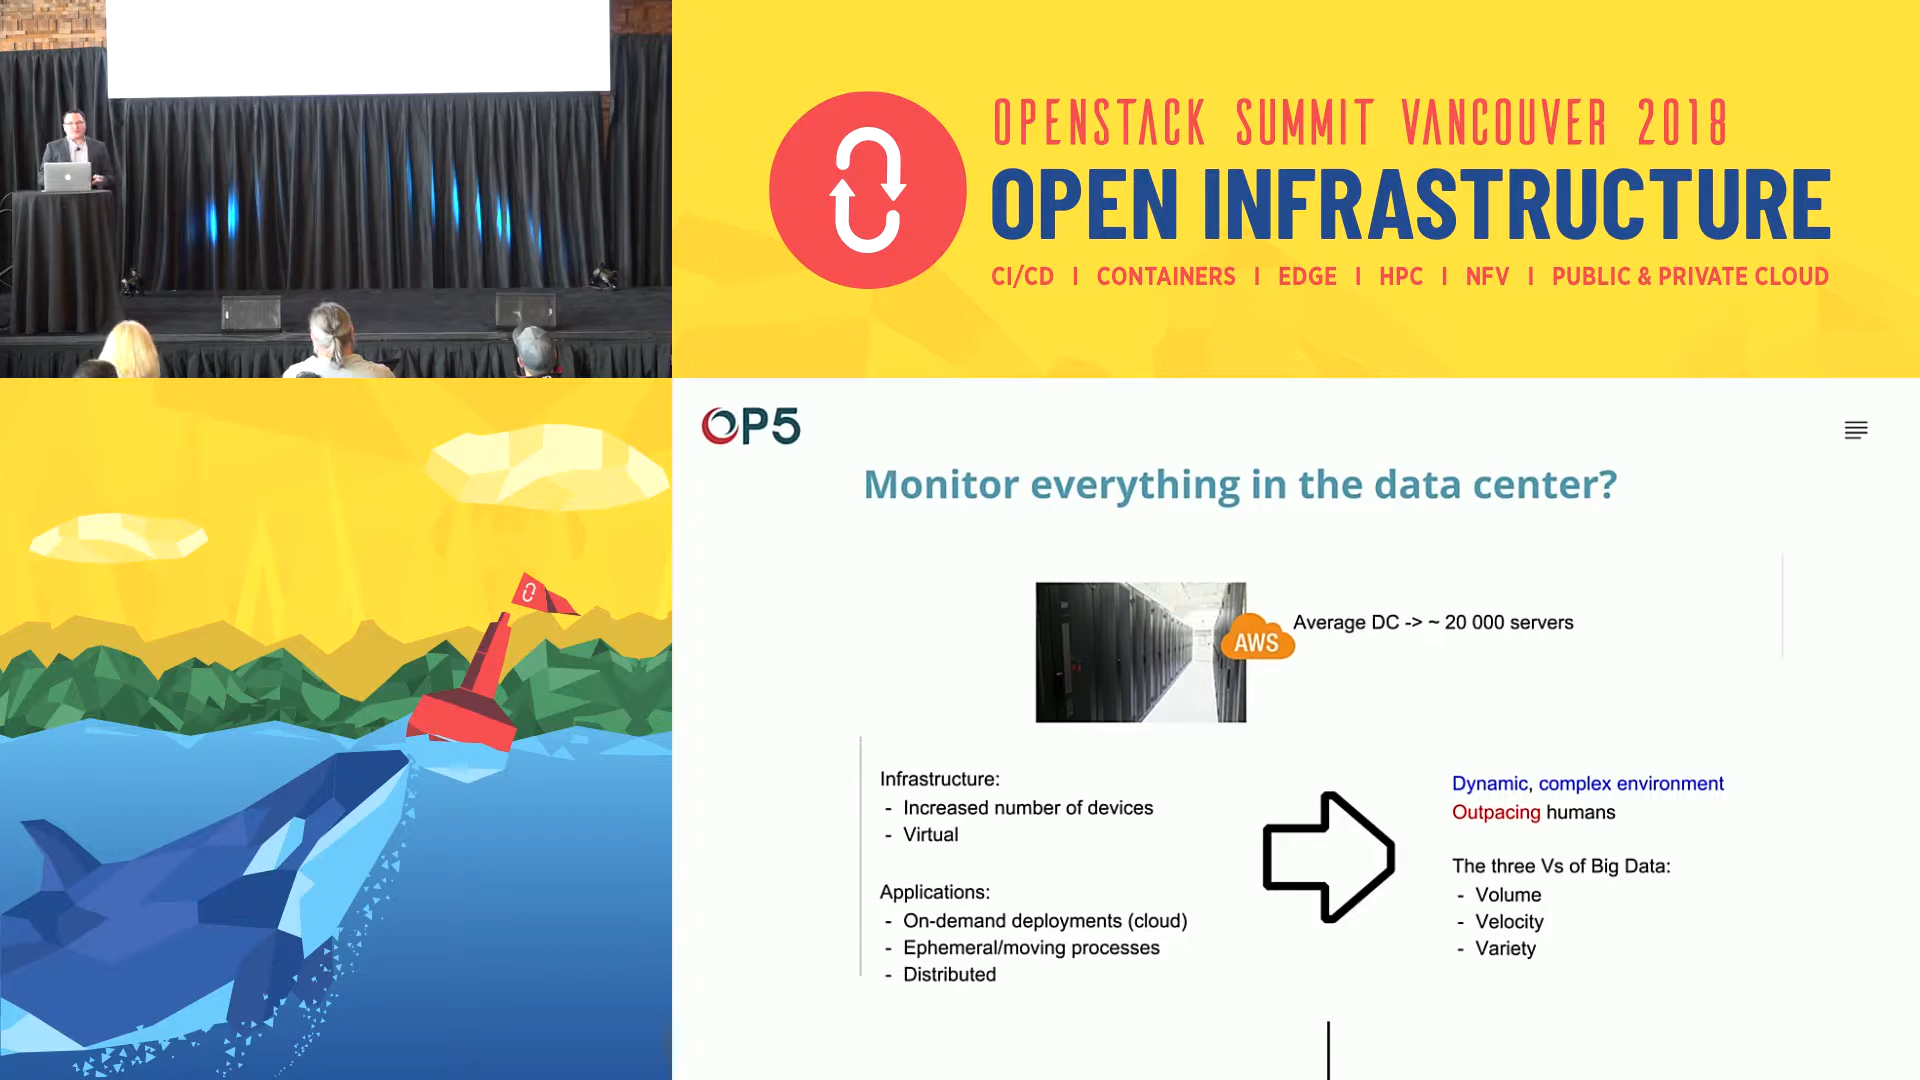 OPENSTACK SUMMIT VANCOUVER 2018
OPEN INFRASTRUCTURE
CI/CD | CONTAINERS | EDGE | HPC | NFV | PUBLIC & PRIVATE CLOUD
OP5
Monitor everything in the data center?
AWS
Average DC -> ~ 20 000 servers
Infrastructure:
- Increased number of devices
- Virtual
Applications:
- On-demand deployments (cloud)
- Ephemeral/moving processes
- Distributed
Dynamic, complex environment
Outpacing humans
The three Vs of Big Data:
- Volume
- Velocity
- Variety